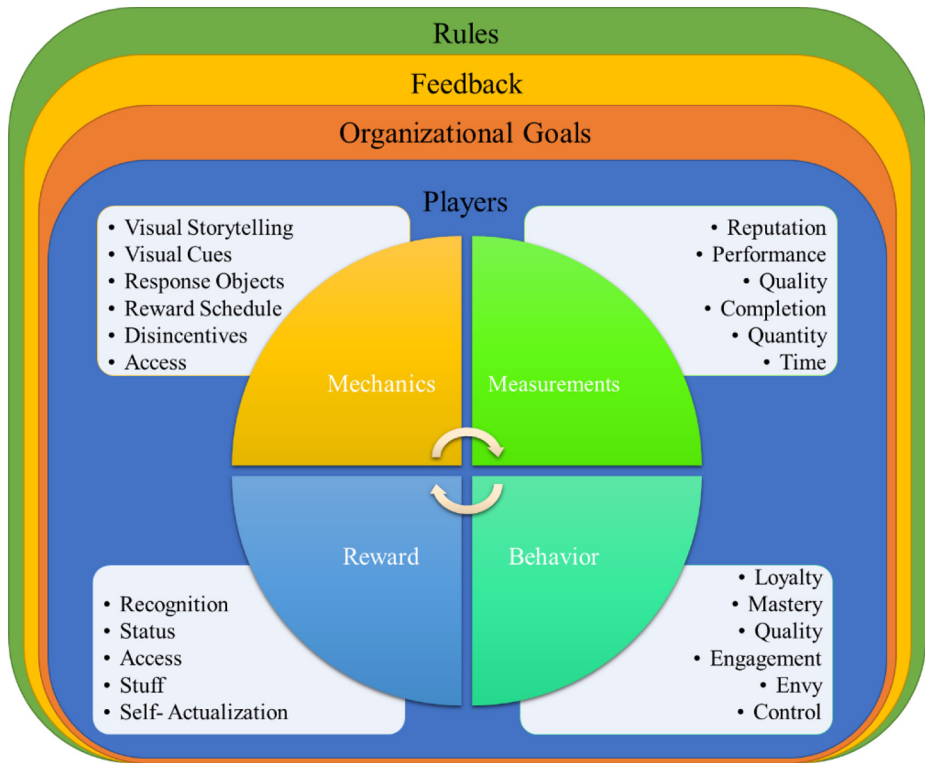 Rules
Feedback
Organizational Goals
Players
• Visual Storytelling
• Visual Cues
• Response Objects
• Reward Schedule
• Disincentives
• Access
• Reputation
• Performance
• Quality
• Completion
• Quantity
• Time
Mechanics
Measurements
Reward
Behavior
• Recognition
• Status
• Access
• Stuff
• Self- Actualization
• Loyalty
• Mastery
• Quality
• Engagement
• Envy
• Control